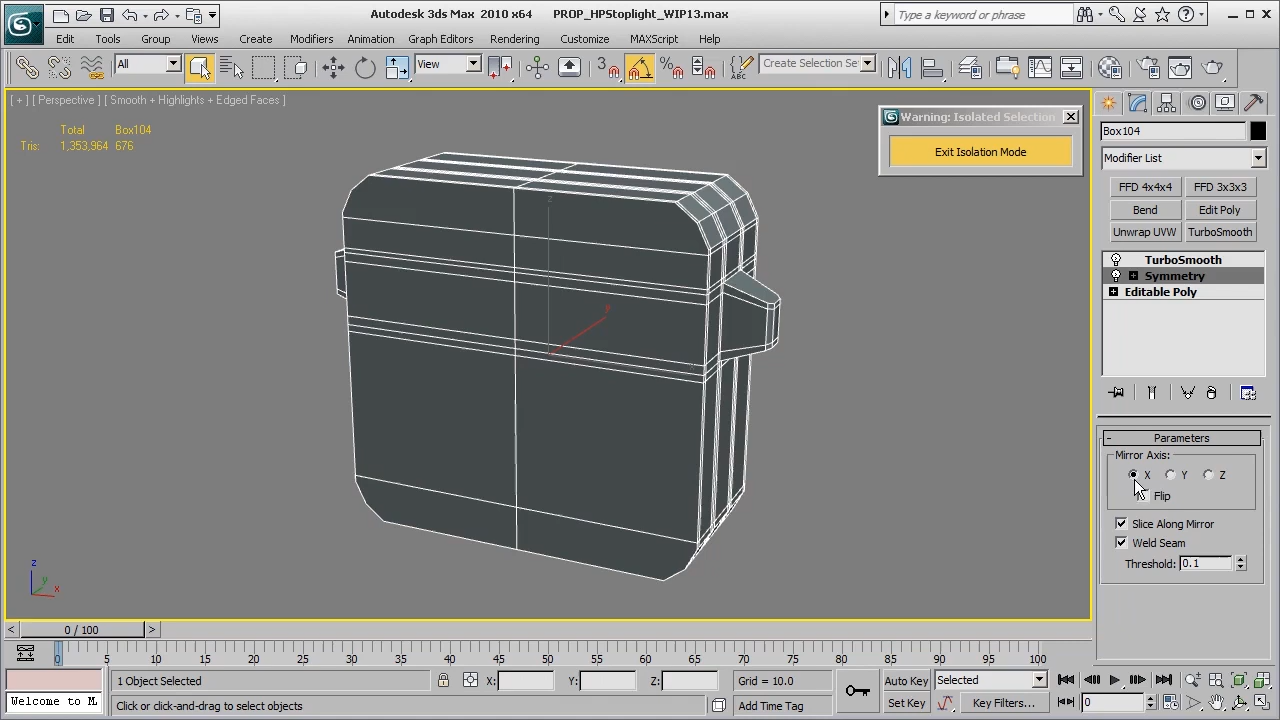 Autodesk 3ds Max 2010 x64 PROP_HPStoplight_WIP13.max
Type a keyword or phrase
Edit Tools Group Views Create Modifiers Animation Graph Editors Rendering Customize MAXScript Help
All View 3 % ABC Create Selection Se
[ + ] [ Perspective ] [ Smooth + Highlights + Edged Faces ]
Total Box104
Tris: 1,353,964 676
Warning: Isolated Selection
Exit Isolation Mode
Box104
Modifier List
FFD 4x4x4 FFD 3x3x3
Bend Edit Poly
Unwrap UVW TurboSmooth
TurboSmooth
Symmetry
Editable Poly
- Parameters
Mirror Axis:
X Y Z
Flip
Slice Along Mirror
Weld Seam
Threshold: 0.1
z
z
y
x
< 0 / 100 >
0 5 10 15 20 25 30 35 40 45 50 55 60 65 70 75 80 85 90 95 100
1 Object Selected X: Y: Z: Grid = 10.0 Auto Key Selected
Welcome to M Click or click-and-drag to select objects Add Time Tag Set Key Key Filters... 0